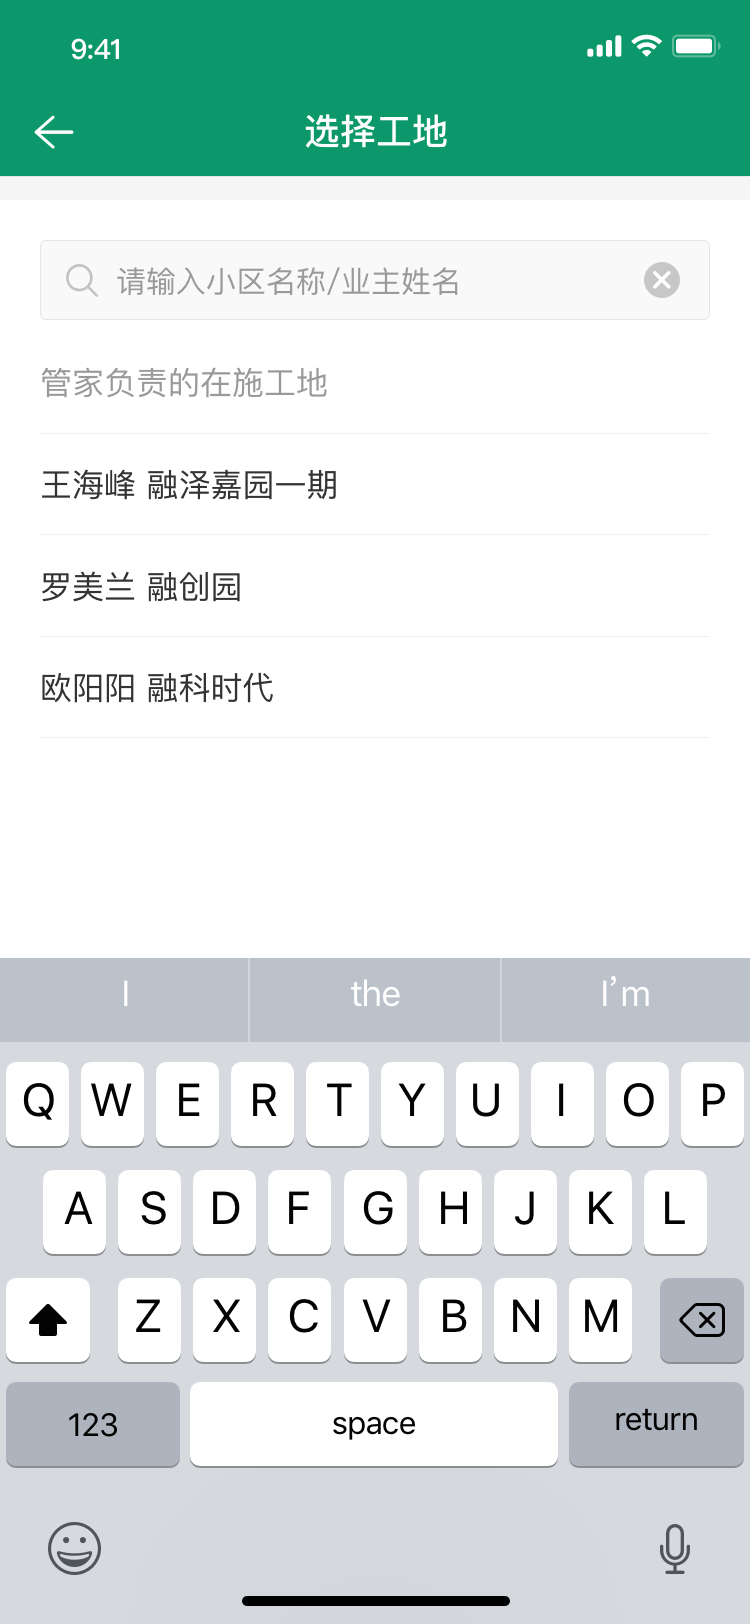 9:41
选择工地
请输入小区名称/业主姓名
管家负责的在施工地
王海峰 融泽嘉园一期
罗美兰 融创园
欧阳阳 融科时代
I the I'm
Q W E R T Y U I O P
A S D F G H J K L
Z X C V B N M
123 space return